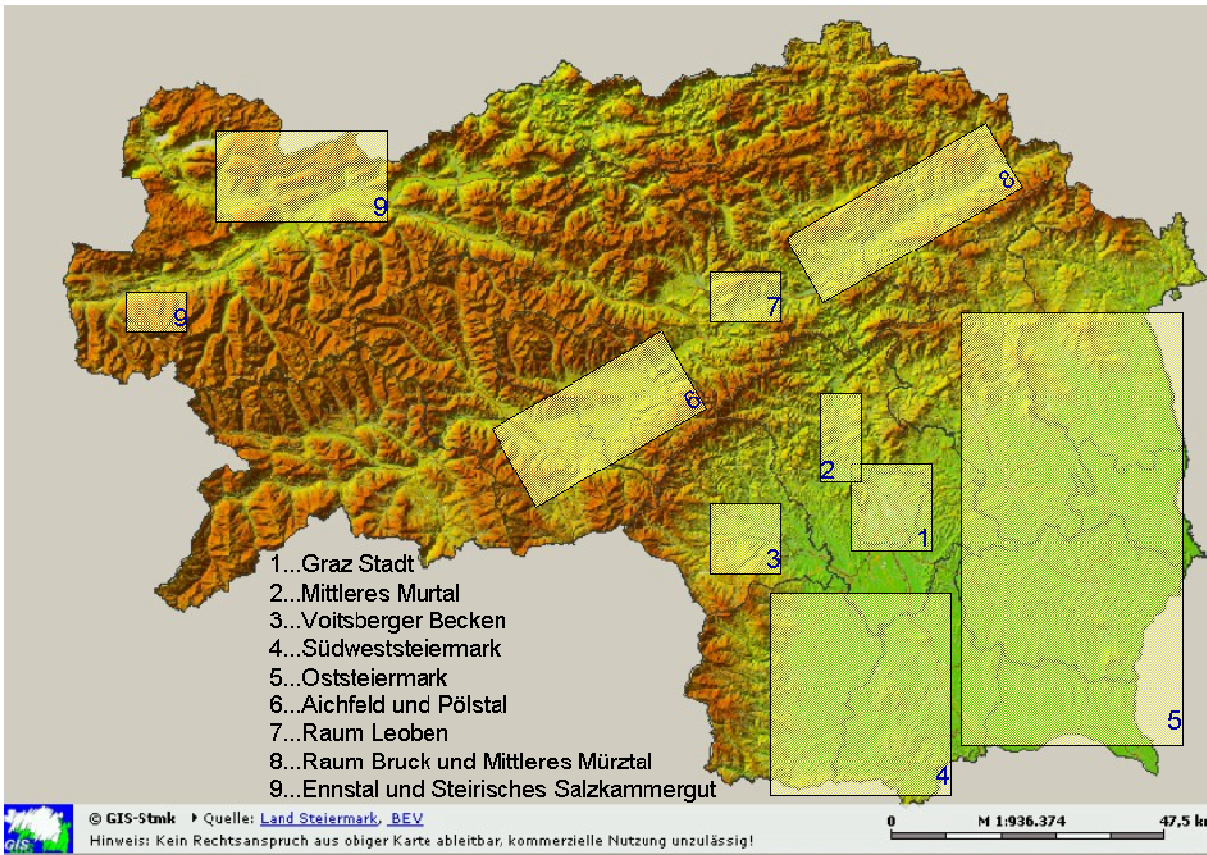 9
8
7
9
6
2
1
3
5
4
1...Graz Stadt
2...Mittleres Murtal
3...Voitsberger Becken
4...Südweststeiermark
5...Oststeiermark
6...Aichfeld und Pölstal
7...Raum Leoben
8...Raum Bruck und Mittleres Mürztal
9...Ennstal und Steirisches Salzkammergut
GIS © GIS-Stmk Quelle: Land Steiermark, BEV 0 M 1:936.374 47,5 km
Hinweis: Kein Rechtsanspruch aus obiger Karte ableitbar, kommerzielle Nutzung unzulässig!